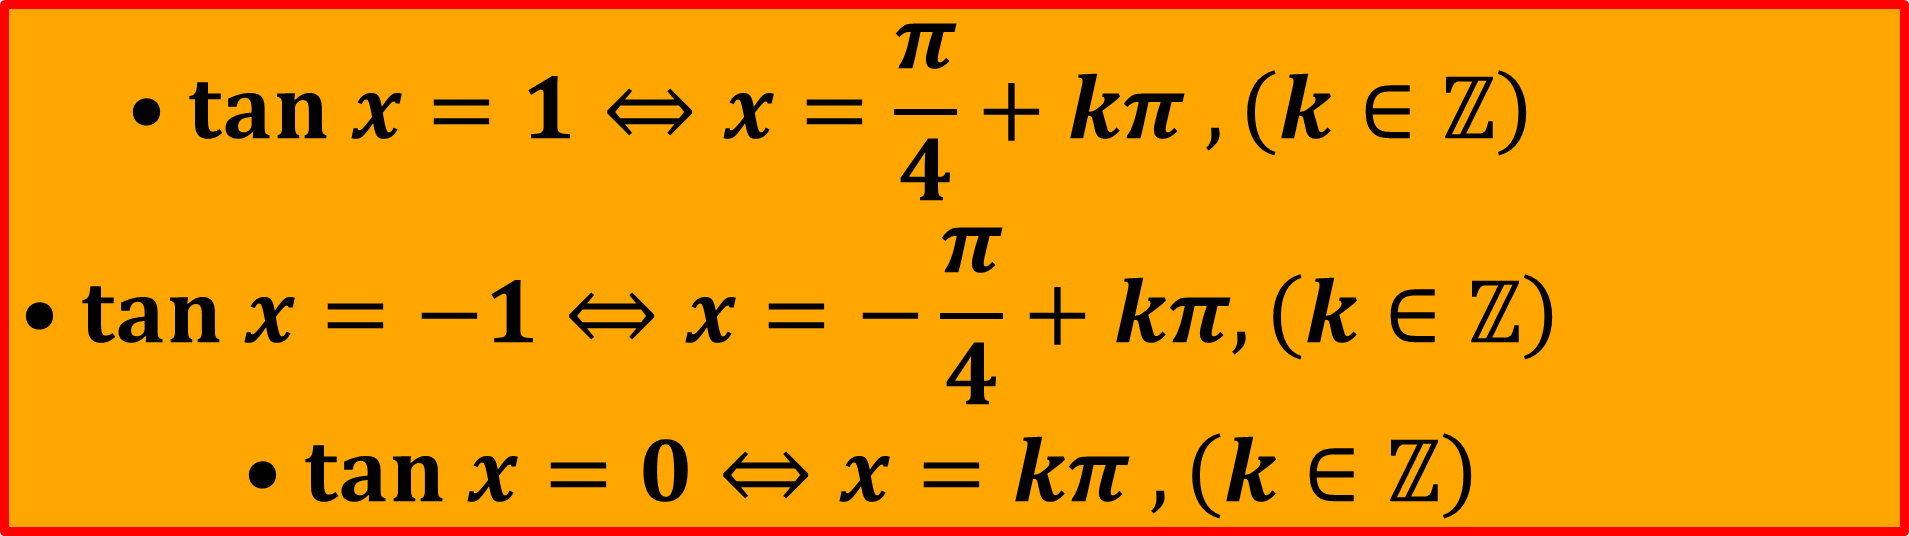 • tan x = 1 ⇔ x = π/4 + kπ , (k ∈ ℤ)
• tan x = −1 ⇔ x = −π/4 + kπ, (k ∈ ℤ)
• tan x = 0 ⇔ x = kπ , (k ∈ ℤ)